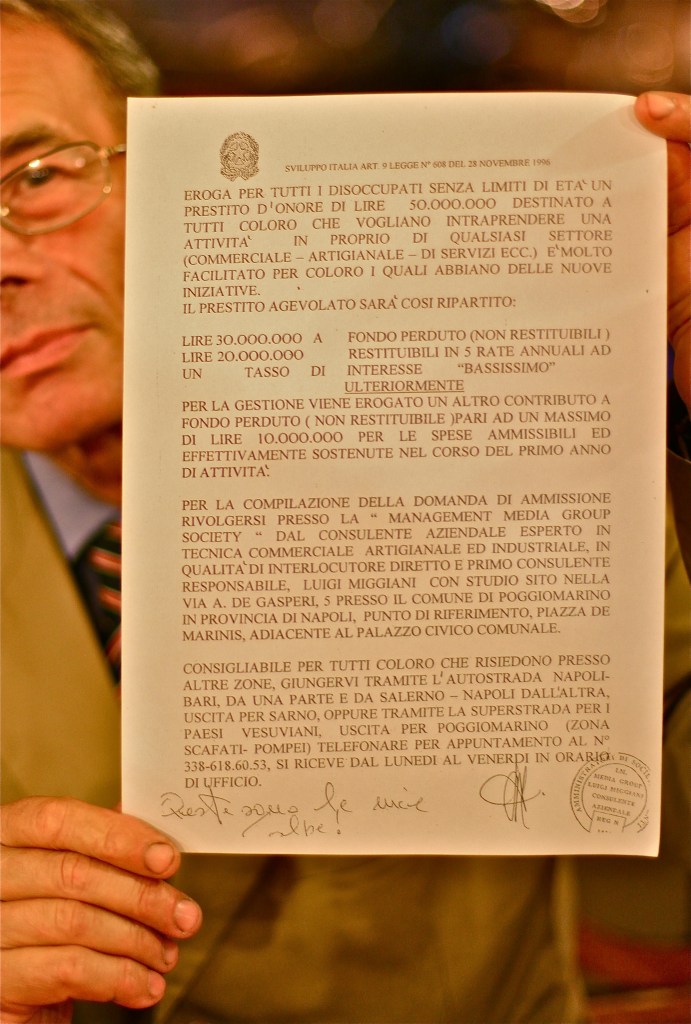 SVILUPPO ITALIA ART. 9 LEGGE N° 608 DEL 28 NOVEMBRE 1996
EROGA PER TUTTI I DISOCCUPATI SENZA LIMITI DI ETA` UN
PRESTITO D'ONORE DI LIRE 50.000.000 DESTINATO A
TUTTI COLORO CHE VOGLIANO INTRAPRENDERE UNA
ATTIVITA` IN PROPRIO DI QUALSIASI SETTORE
(COMMERCIALE – ARTIGIANALE – DI SERVIZI ECC.) E`MOLTO
FACILITATO PER COLORO I QUALI ABBIANO DELLE NUOVE
INIZIATIVE.
IL PRESTITO AGEVOLATO SARA` COSI RIPARTITO:
LIRE 30.000.000 A FONDO PERDUTO (NON RESTITUIBILI )
LIRE 20.000.000 RESTITUIBILI IN 5 RATE ANNUALI AD
UN TASSO DI INTERESSE “BASSISSIMO”
ULTERIORMENTE
PER LA GESTIONE VIENE EROGATO UN ALTRO CONTRIBUTO A
FONDO PERDUTO ( NON RESTITUIBILE )PARI AD UN MASSIMO
DI LIRE 10.000.000 PER LE SPESE AMMISSIBILI ED
EFFETTIVAMENTE SOSTENUTE NEL CORSO DEL PRIMO ANNO
DI ATTIVITA`.
PER LA COMPILAZIONE DELLA DOMANDA DI AMMISSIONE
RIVOLGERSI PRESSO LA “ MANAGEMENT MEDIA GROUP
SOCIETY “ DAL CONSULENTE AZIENDALE ESPERTO IN
TECNICA COMMERCIALE ARTIGIANALE ED INDUSTRIALE, IN
QUALITA`DI INTERLOCUTORE DIRETTO E PRIMO CONSULENTE
RESPONSABILE, LUIGI MIGGIANI CON STUDIO SITO NELLA
VIA A. DE GASPERI, 5 PRESSO IL COMUNE DI POGGIOMARINO
IN PROVINCIA DI NAPOLI, PUNTO DI RIFERIMENTO, PIAZZA DE
MARINIS, ADIACENTE AL PALAZZO CIVICO COMUNALE.
CONSIGLIABILE PER TUTTI COLORO CHE RISIEDONO PRESSO
ALTRE ZONE, GIUNGERVI TRAMITE L'AUTOSTRADA NAPOLI-
BARI, DA UNA PARTE E DA SALERNO – NAPOLI DALL'ALTRA,
USCITA PER SARNO, OPPURE TRAMITE LA SUPERSTRADA PER I
PAESI VESUVIANI, USCITA PER POGGIOMARINO (ZONA
SCAFATI- POMPEI) TELEFONARE PER APPUNTAMENTO AL N°
338-618.60.53, SI RICEVE DAL LUNEDI AL VENERDI IN ORARIO
DI UFFICIO.
sono le mie
MEDIA GROUP
LUIGI MIGGIANI
CONSULENTE
AZIENDALE